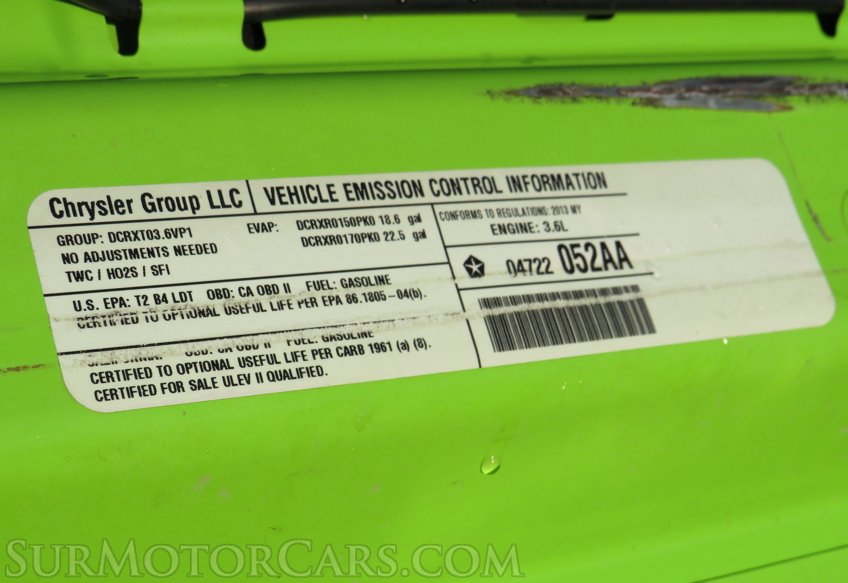 Chrysler Group LLC
VEHICLE EMISSION CONTROL INFORMATION
GROUP: DCRXT03.6VP1
NO ADJUSTMENTS NEEDED
TWC / HO2S / SFI
EVAP: DCRXR0150PK0 18.6 gal
DCRXR0170PK0 22.5 gal
CONFORMS TO REGULATIONS: 2013 MY
ENGINE: 3.6L
04722 052AA
U.S. EPA: T2 B4 LDT OBD: CA OBD II FUEL: GASOLINE
CERTIFIED TO OPTIONAL USEFUL LIFE PER EPA 86.1805-04(b).
CALIFORNIA: OBD: CA OBD II FUEL: GASOLINE
CERTIFIED TO OPTIONAL USEFUL LIFE PER CARB 1961 (a) (8).
CERTIFIED FOR SALE ULEV II QUALIFIED.
SURMOTORCARS.COM